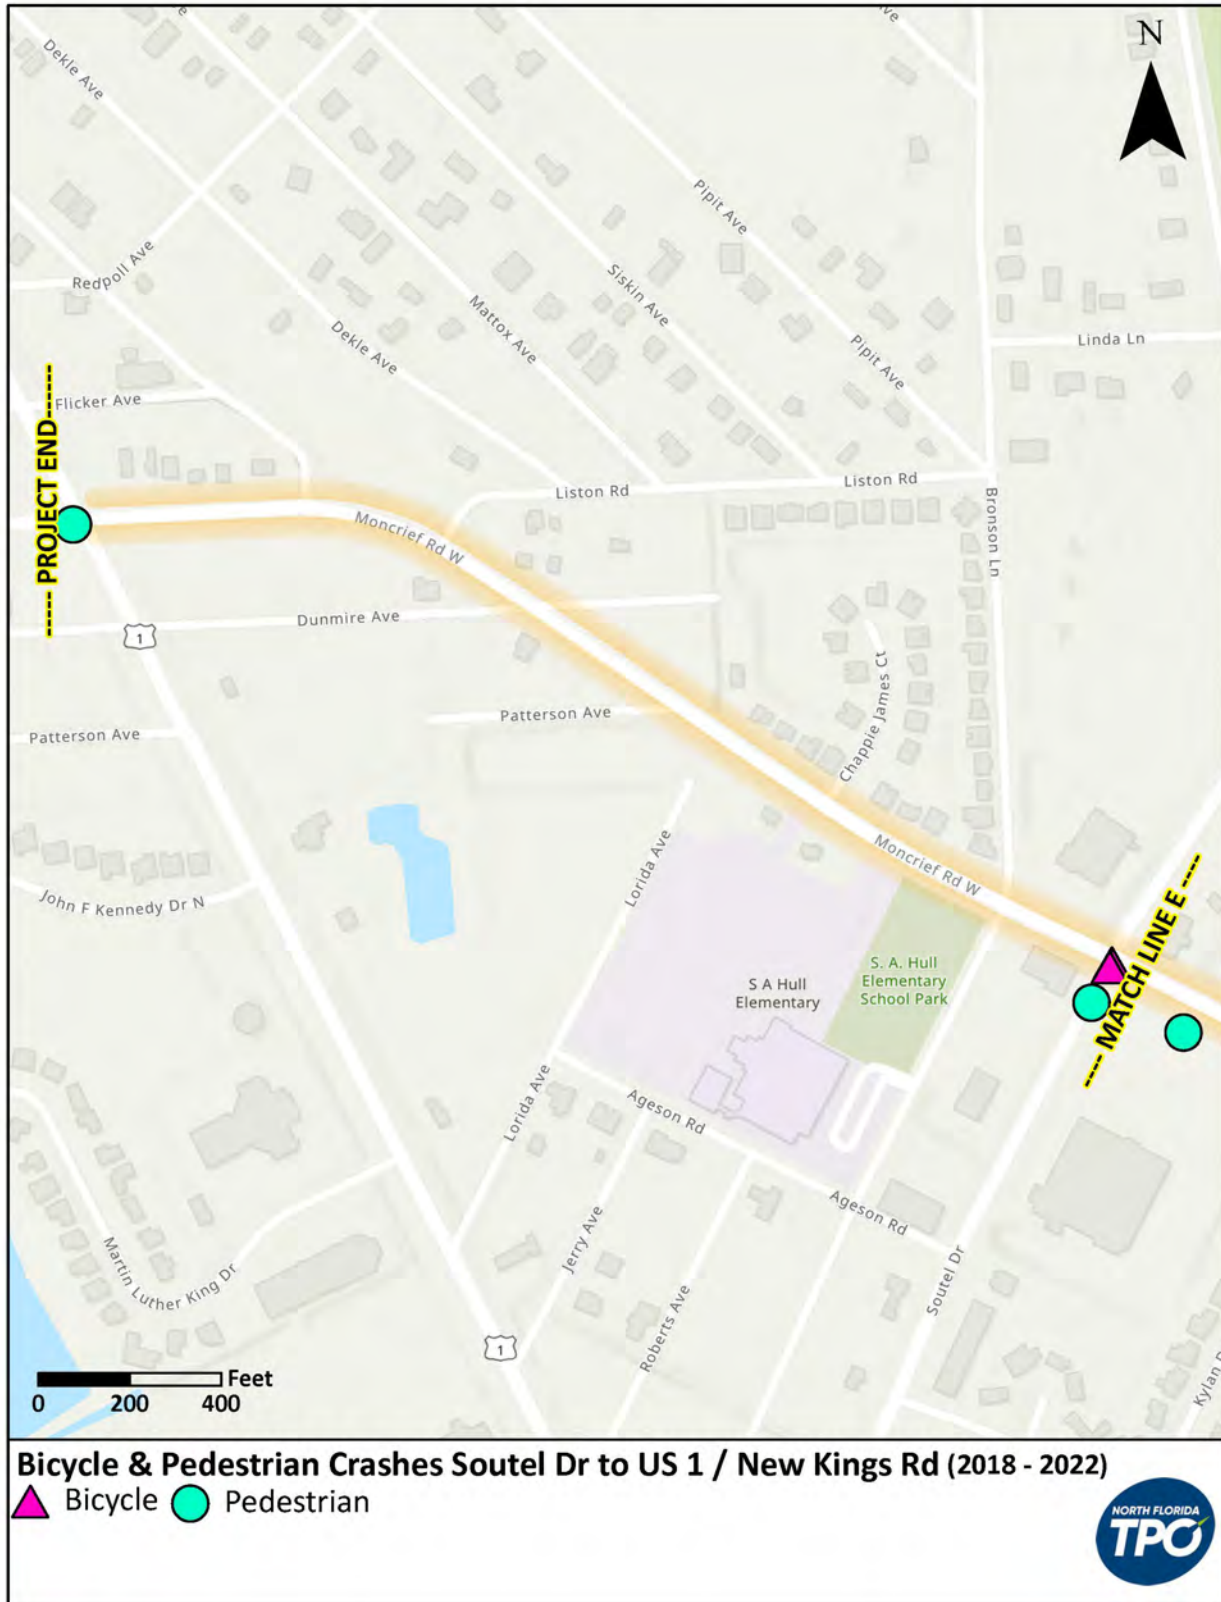 ve
ve
N
Dekle Ave
Pipit Ave
Redpoll Ave
Siskin Ave
Mattox Ave
Dekle Ave
Pipit Ave
Linda Ln
Flicker Ave
---- PROJECT END ----
Liston Rd
Liston Rd
Bronson Ln
Moncrief Rd W
Dunmire Ave
1
Chappie James Ct
Patterson Ave
Patterson Ave
Lorida Ave
Moncrief Rd W
John F Kennedy Dr N
---- MATCH LINE E ----
S. A. Hull
Elementary
School Park
S A Hull
Elementary
Lorida Ave
Ageson Rd
Ageson Rd
Jerry Ave
Soutel Dr
Martin Luther King Dr
Roberts Ave
1
Kylan D
Feet
0 200 400
Bicycle & Pedestrian Crashes Soutel Dr to US 1 / New Kings Rd (2018 - 2022)
Bicycle Pedestrian
NORTH FLORIDA
TPO